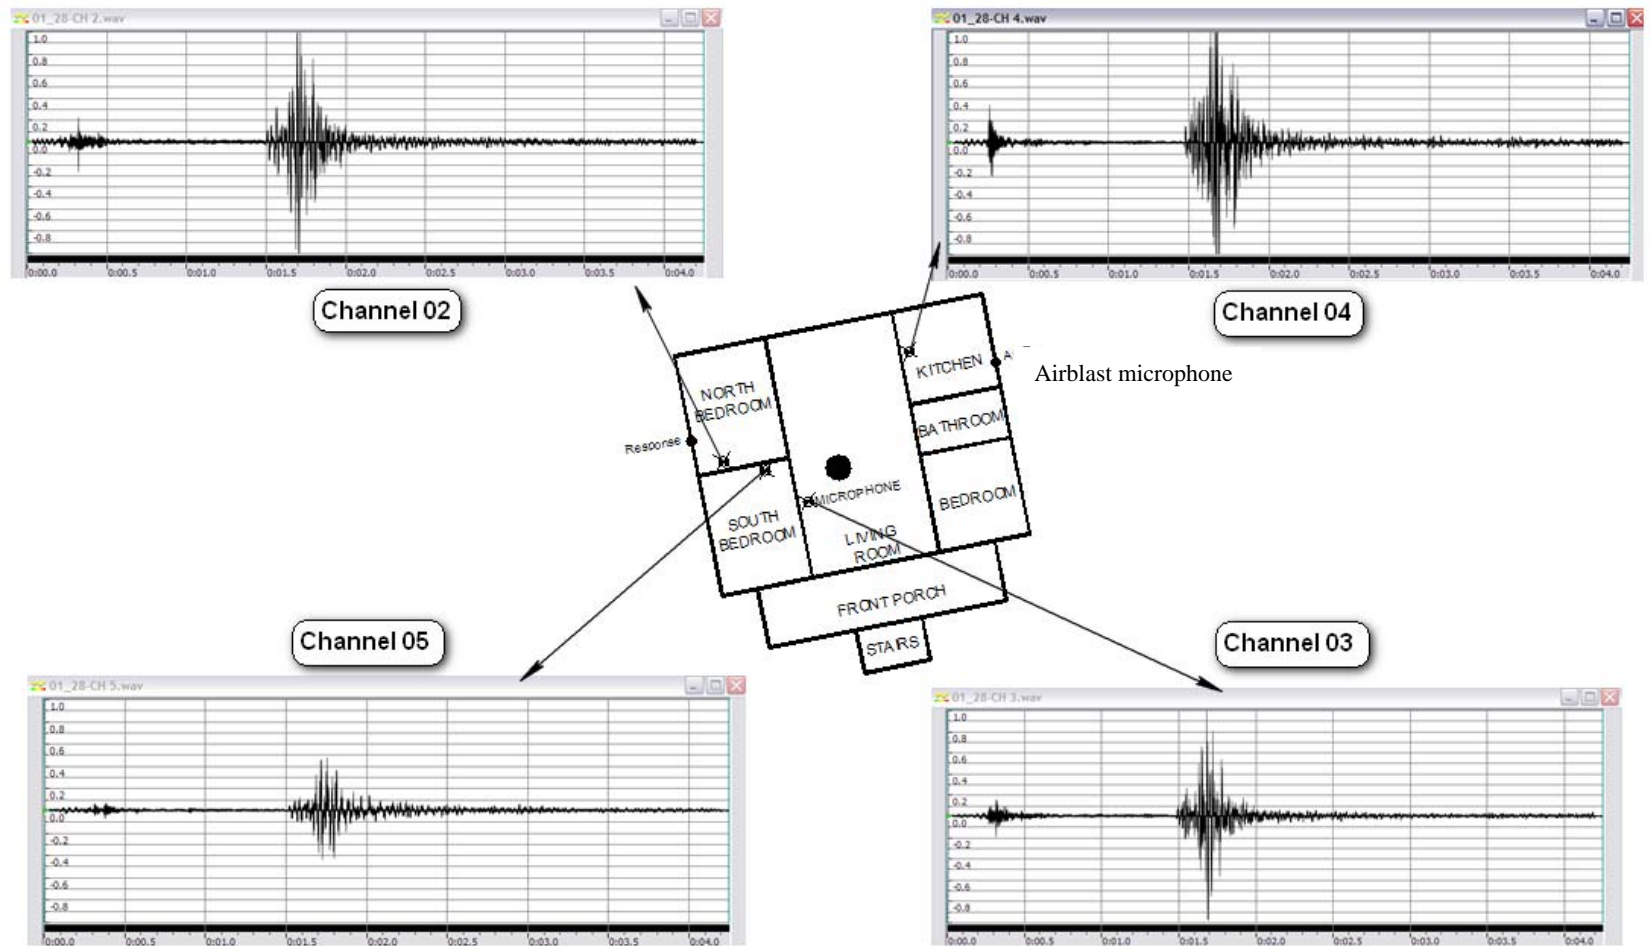 01_28-CH 2.wav
1.0
0.8
0.6
0.4
0.2
0.0
-0.2
-0.4
-0.6
-0.8
0:00.0 0:00.5 0:01.0 0:01.5 0:02.0 0:02.5 0:03.0 0:03.5 0:04.0
Channel 02
01_28-CH 4.wav
1.0
0.8
0.6
0.4
0.2
0.0
-0.2
-0.4
-0.6
-0.8
0:00.0 0:00.5 0:01.0 0:01.5 0:02.0 0:02.5 0:03.0 0:03.5 0:04.0
Channel 04
NORTH
BEDROOM
KITCHEN
A
Airblast microphone
BATHROOM
Response
MICROPHONE
BEDROOM
SOUTH
BEDROOM
LIVING
ROOM
FRONT PORCH
STAIRS
Channel 05
01_28-CH 5.wav
1.0
0.8
0.6
0.4
0.2
0.0
-0.2
-0.4
-0.6
-0.8
0:00.0 0:00.5 0:01.0 0:01.5 0:02.0 0:02.5 0:03.0 0:03.5 0:04.0
Channel 03
01_28-CH 3.wav
1.0
0.8
0.6
0.4
0.2
0.0
-0.2
-0.4
-0.6
-0.8
0:00.0 0:00.5 0:01.0 0:01.5 0:02.0 0:02.5 0:03.0 0:03.5 0:04.0